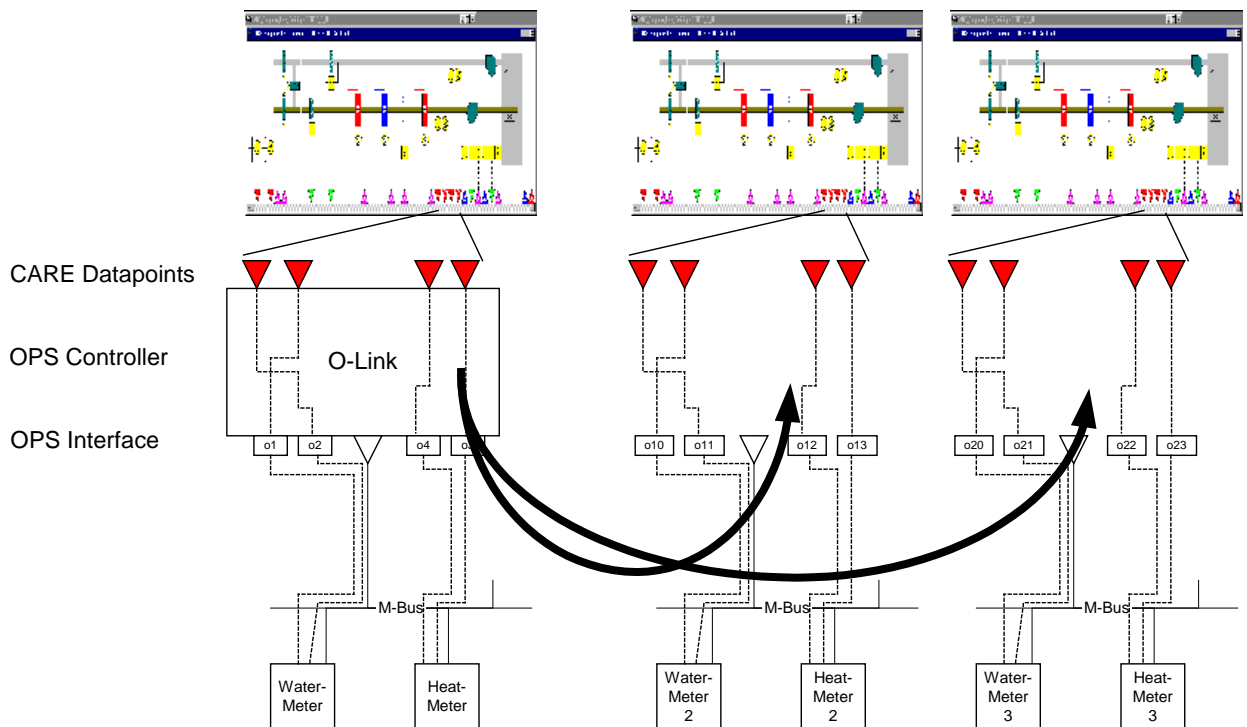 CARE Datapoints
OPS Controller
O-Link
OPS Interface
o1
o2
o4
o10
o11
o12
o13
o20
o21
o22
o23
M-Bus
M-Bus
M-Bus
Water-
Meter
Heat-
Meter
Water-
Meter
2
Heat-
Meter
2
Water-
Meter
3
Heat-
Meter
3